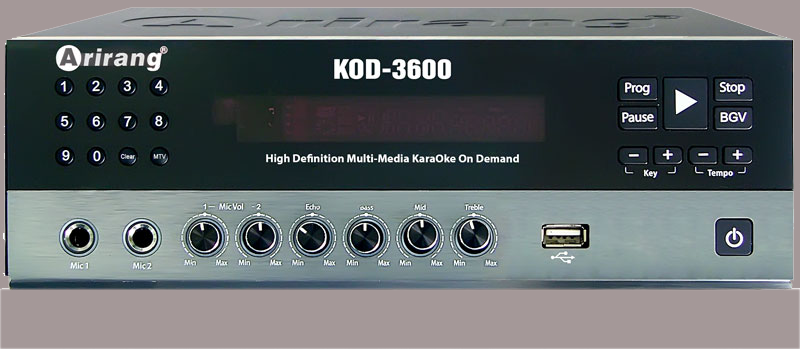 Arirang
Arirang®
KOD-3600
1 2 3 4
5 6 7 8
9 0 Clear MTV
High Definition Multi-Media KaraOke On Demand
Prog Stop
Pause BGV
− + − +
Key Tempo
1 — Mic Vol — 2 Echo Bass Mid Treble
Mic 1 Mic 2
Min Max Min Max Min Max Min Max Min Max Min Max